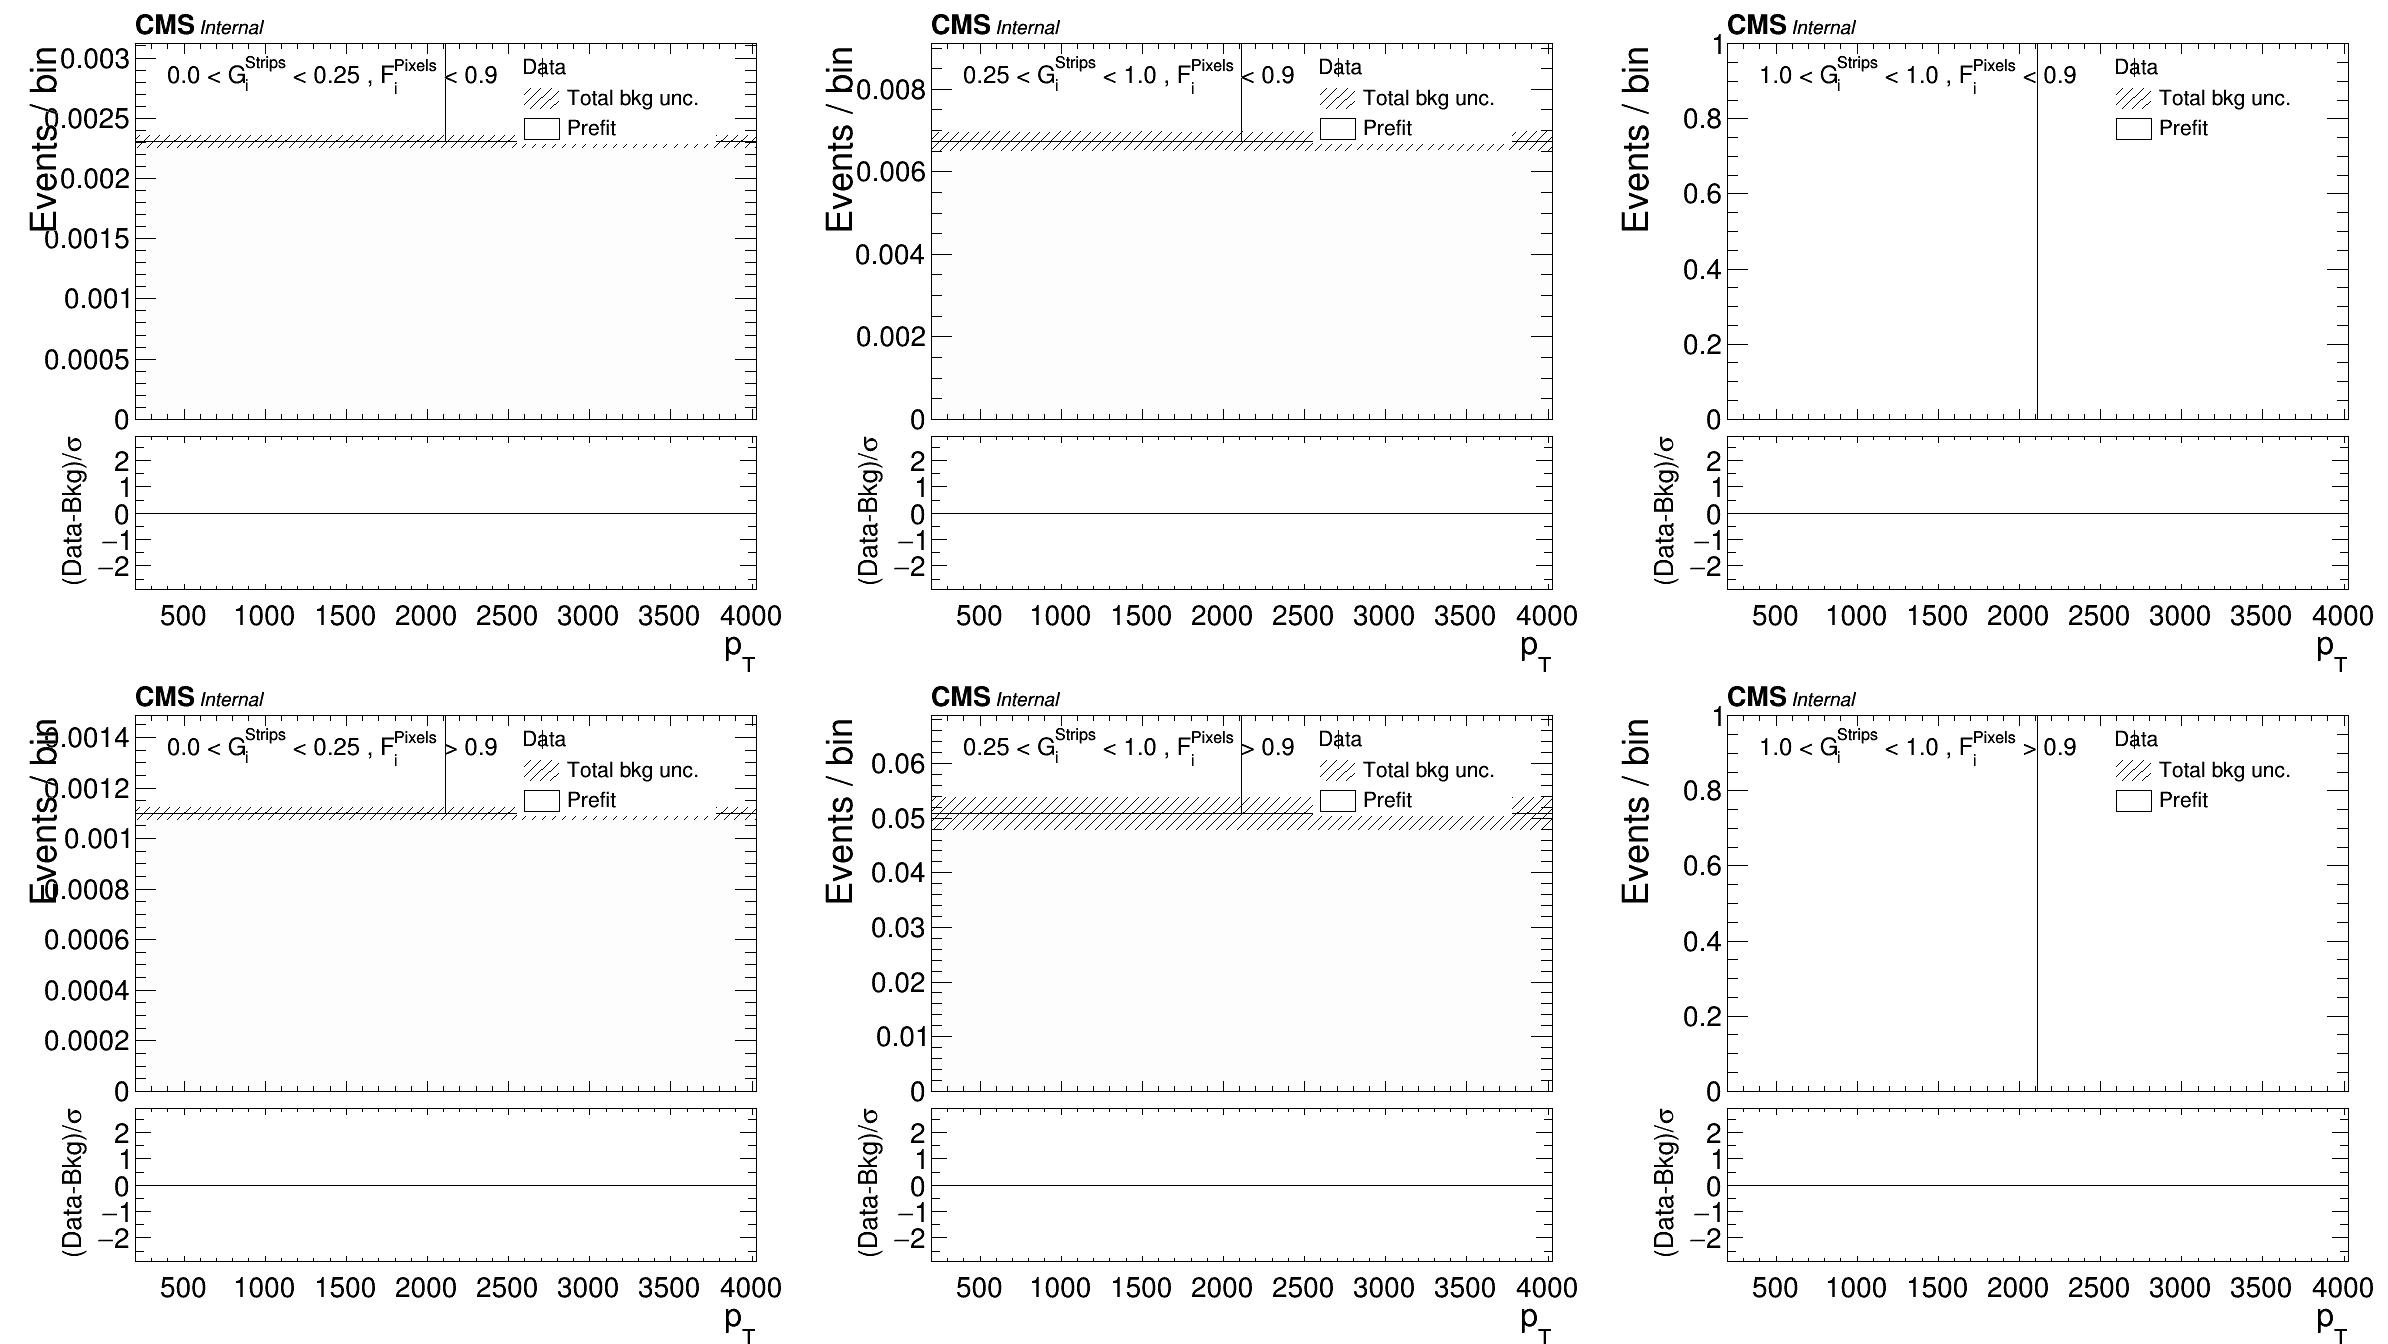 CMS Internal
Events / bin
0.003
0.0025
0.002
0.0015
0.001
0.0005
0
0.0 < G_i^Strips < 0.25 , F_i^Pixels < 0.9
Data
Total bkg unc.
Prefit
(Data-Bkg)/σ
2
1
0
−1
−2
500 1000 1500 2000 2500 3000 3500 4000
p_T
CMS Internal
Events / bin
0.008
0.006
0.004
0.002
0
0.25 < G_i^Strips < 1.0 , F_i^Pixels < 0.9
Data
Total bkg unc.
Prefit
(Data-Bkg)/σ
2
1
0
−1
−2
500 1000 1500 2000 2500 3000 3500 4000
p_T
CMS Internal
Events / bin
1
0.8
0.6
0.4
0.2
0
1.0 < G_i^Strips < 1.0 , F_i^Pixels < 0.9
Data
Total bkg unc.
Prefit
(Data-Bkg)/σ
2
1
0
−1
−2
500 1000 1500 2000 2500 3000 3500 4000
p_T
CMS Internal
Events / bin
0.0014
0.0012
0.001
0.0008
0.0006
0.0004
0.0002
0
0.0 < G_i^Strips < 0.25 , F_i^Pixels > 0.9
Data
Total bkg unc.
Prefit
(Data-Bkg)/σ
2
1
0
−1
−2
500 1000 1500 2000 2500 3000 3500 4000
p_T
CMS Internal
Events / bin
0.06
0.05
0.04
0.03
0.02
0.01
0
0.25 < G_i^Strips < 1.0 , F_i^Pixels > 0.9
Data
Total bkg unc.
Prefit
(Data-Bkg)/σ
2
1
0
−1
−2
500 1000 1500 2000 2500 3000 3500 4000
p_T
CMS Internal
Events / bin
1
0.8
0.6
0.4
0.2
0
1.0 < G_i^Strips < 1.0 , F_i^Pixels > 0.9
Data
Total bkg unc.
Prefit
(Data-Bkg)/σ
2
1
0
−1
−2
500 1000 1500 2000 2500 3000 3500 4000
p_T